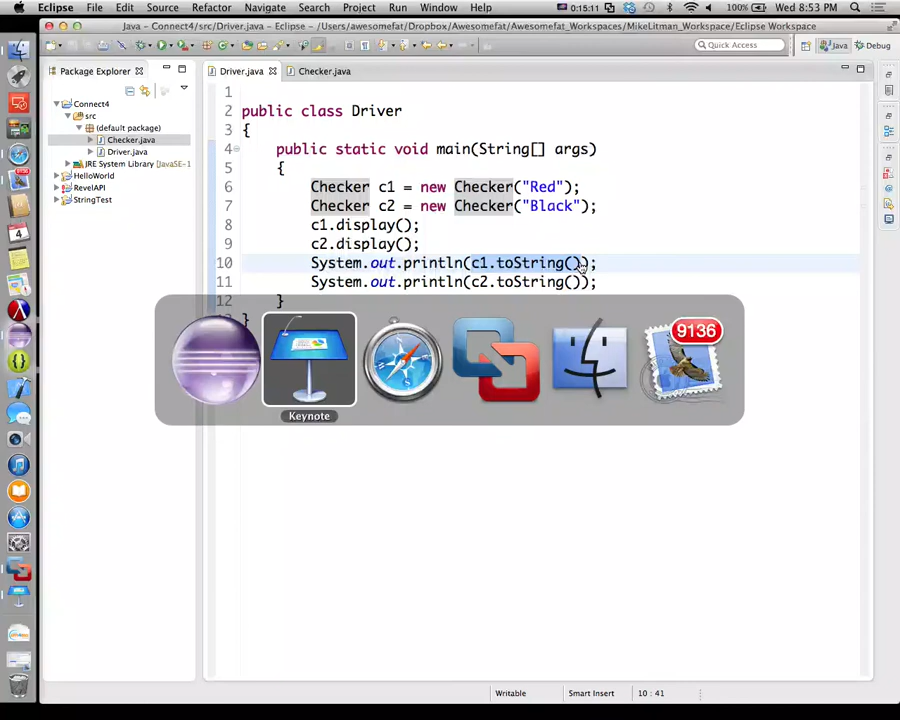 Eclipse File Edit Source Refactor Navigate Search Project Run Window Help 0:15:11 100% Wed 8:53 PM
Java – Connect4/src/Driver.java – Eclipse – /Users/awesomefat/Dropbox/Awesomefat_Workspaces/MikeLitman_Workspace/Eclipse Workspace
Quick Access Java Debug
Package Explorer
Driver.java Checker.java
Connect4
src
(default package)
Checker.java
Driver.java
JRE System Library [JavaSE-1
HelloWorld
RevelAPI
StringTest
1
2 public class Driver
3 {
4 public static void main(String[] args)
5 {
6 Checker c1 = new Checker("Red");
7 Checker c2 = new Checker("Black");
8 c1.display();
9 c2.display();
10 System.out.println(c1.toString());
11 System.out.println(c2.toString());
12 }
}
9136
Keynote
Writable Smart Insert 10 : 41